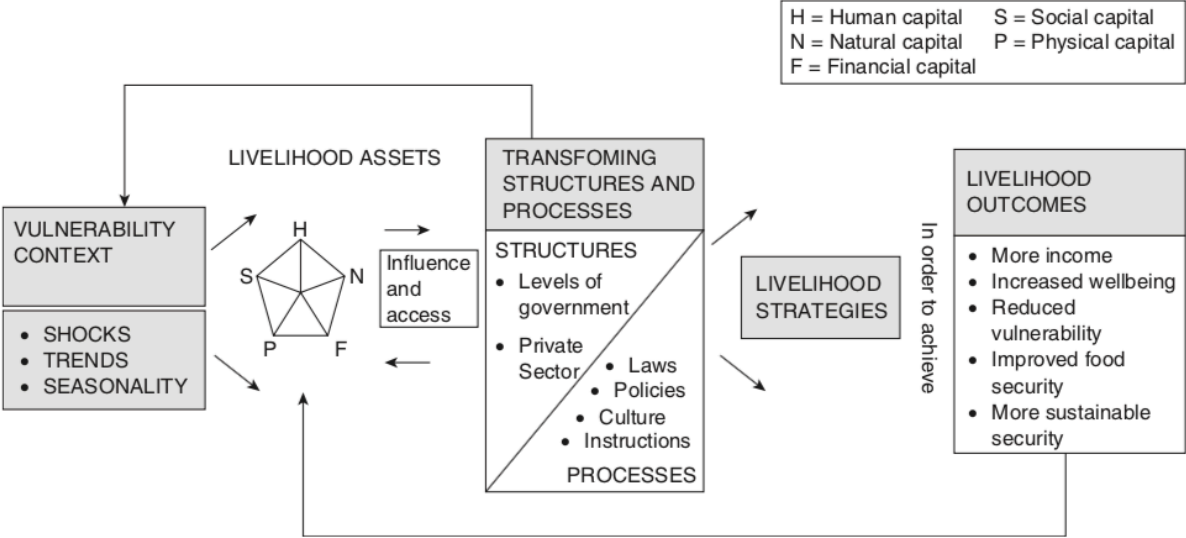 H = Human capital S = Social capital
N = Natural capital P = Physical capital
F = Financial capital
VULNERABILITY
CONTEXT
• SHOCKS
• TRENDS
• SEASONALITY
LIVELIHOOD ASSETS
H
S
N
P
F
Influence
and
access
TRANSFOMING
STRUCTURES AND
PROCESSES
STRUCTURES
• Levels of
government
• Private
Sector
• Laws
• Policies
• Culture
• Instructions
PROCESSES
LIVELIHOOD
STRATEGIES
In order to achieve
LIVELIHOOD
OUTCOMES
• More income
• Increased wellbeing
• Reduced
vulnerability
• Improved food
security
• More sustainable
security